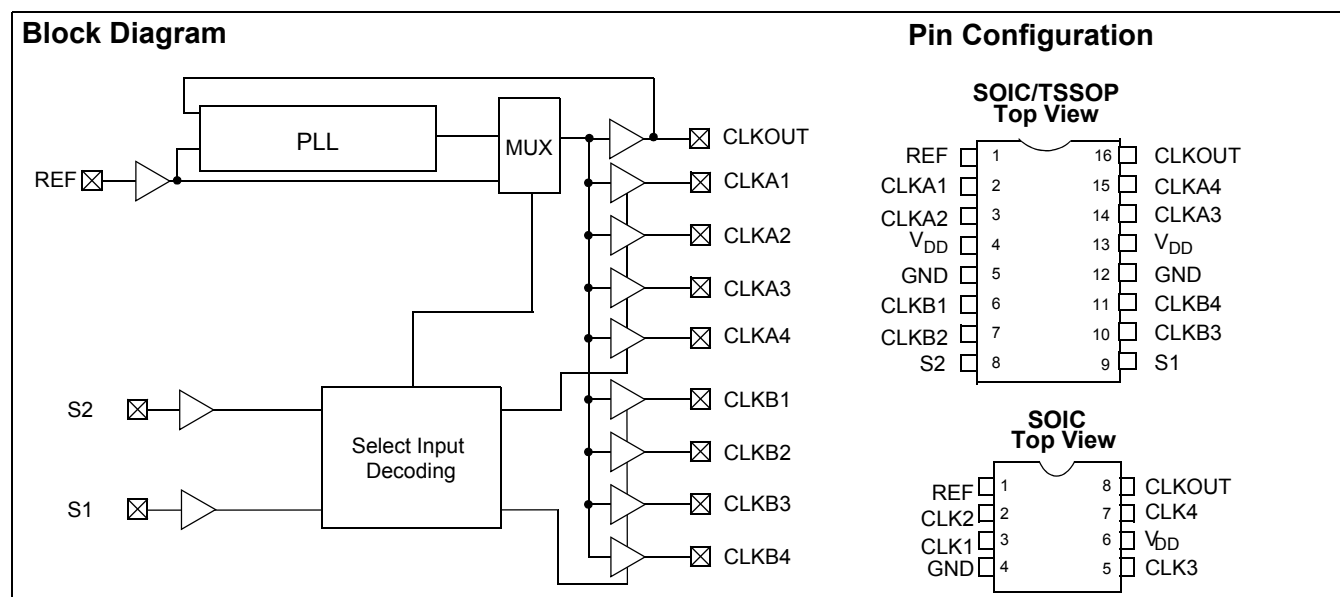 Block Diagram
PLL
MUX
REF
S2
S1
Select Input
Decoding
CLKOUT
CLKA1
CLKA2
CLKA3
CLKA4
CLKB1
CLKB2
CLKB3
CLKB4
Pin Configuration
SOIC/TSSOP
Top View
REF 1 16 CLKOUT
CLKA1 2 15 CLKA4
CLKA2 3 14 CLKA3
VDD 4 13 VDD
GND 5 12 GND
CLKB1 6 11 CLKB4
CLKB2 7 10 CLKB3
S2 8 9 S1
SOIC
Top View
REF 1 8 CLKOUT
CLK2 2 7 CLK4
CLK1 3 6 VDD
GND 4 5 CLK3